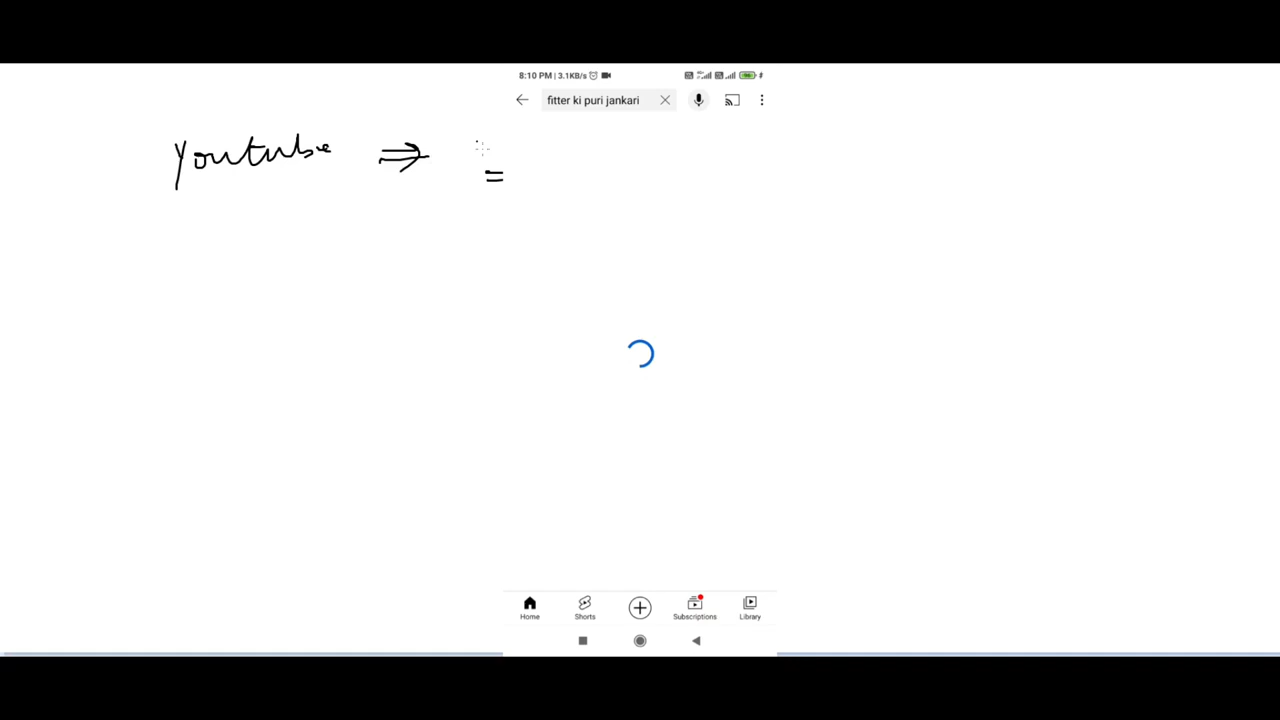 8:10 PM | 3.1KB/s
fitter ki puri jankari
Youtube ⇒ =
Home Shorts Subscriptions Library